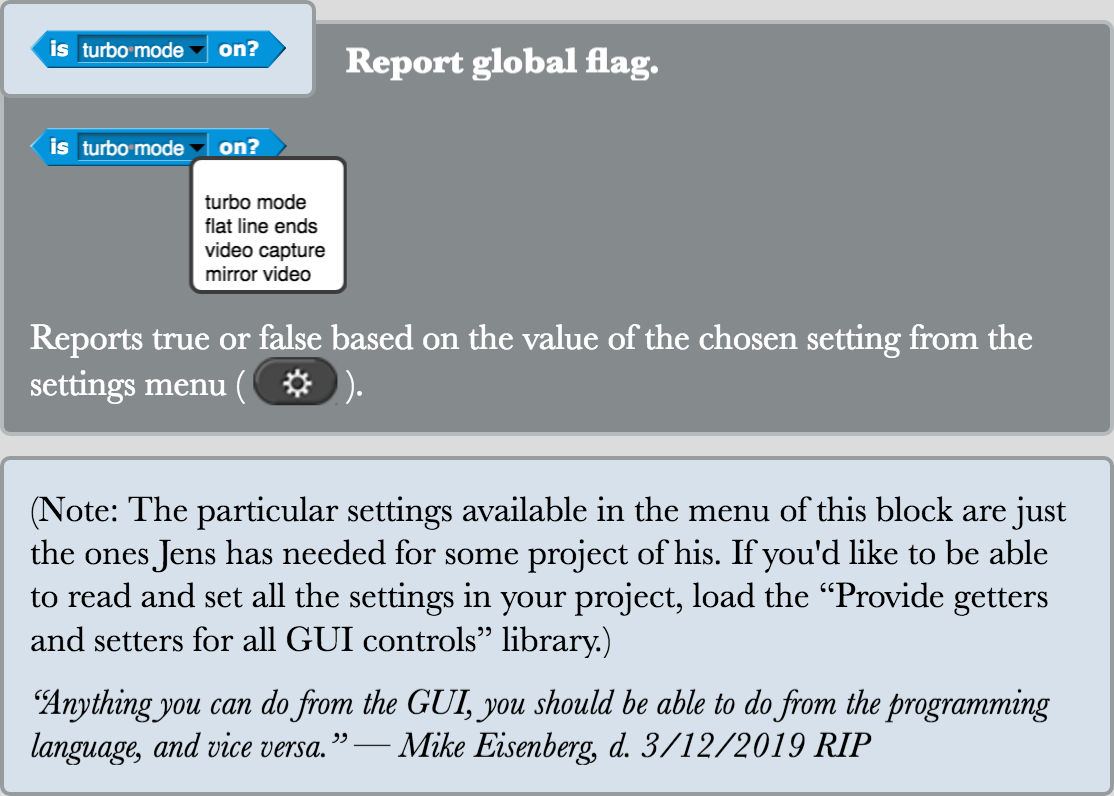 is turbo mode on?
Report global flag.
is turbo mode on?
turbo mode
flat line ends
video capture
mirror video
Reports true or false based on the value of the chosen setting from the
settings menu ( ).
(Note: The particular settings available in the menu of this block are just
the ones Jens has needed for some project of his. If you'd like to be able
to read and set all the settings in your project, load the “Provide getters
and setters for all GUI controls” library.)
“Anything you can do from the GUI, you should be able to do from the programming
language, and vice versa.” — Mike Eisenberg, d. 3/12/2019 RIP